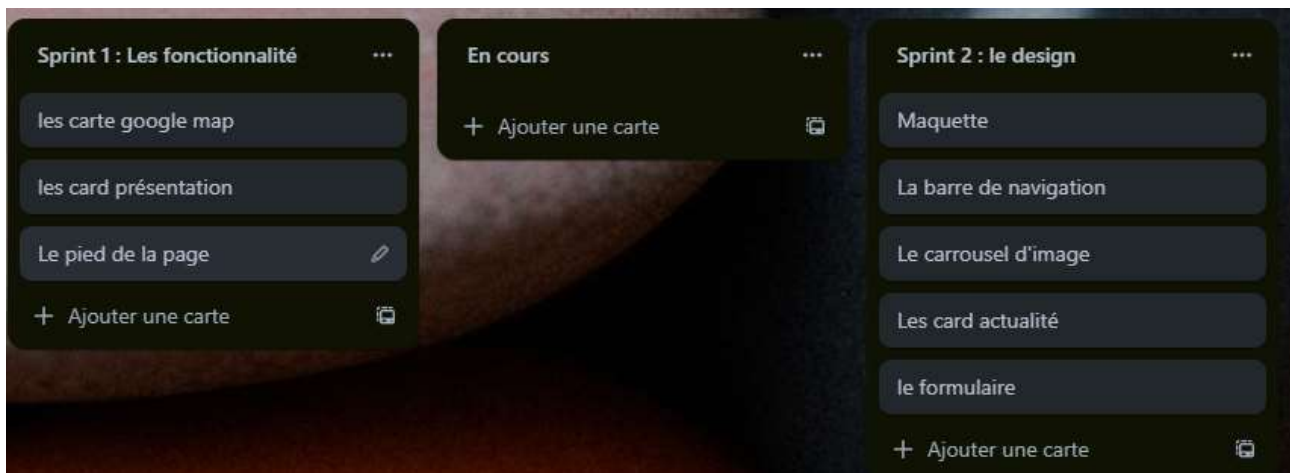 Sprint 1 : Les fonctionnalité
les carte google map
les card présentation
Le pied de la page
+ Ajouter une carte
En cours
+ Ajouter une carte
Sprint 2 : le design
Maquette
La barre de navigation
Le carrousel d'image
Les card actualité
le formulaire
+ Ajouter une carte